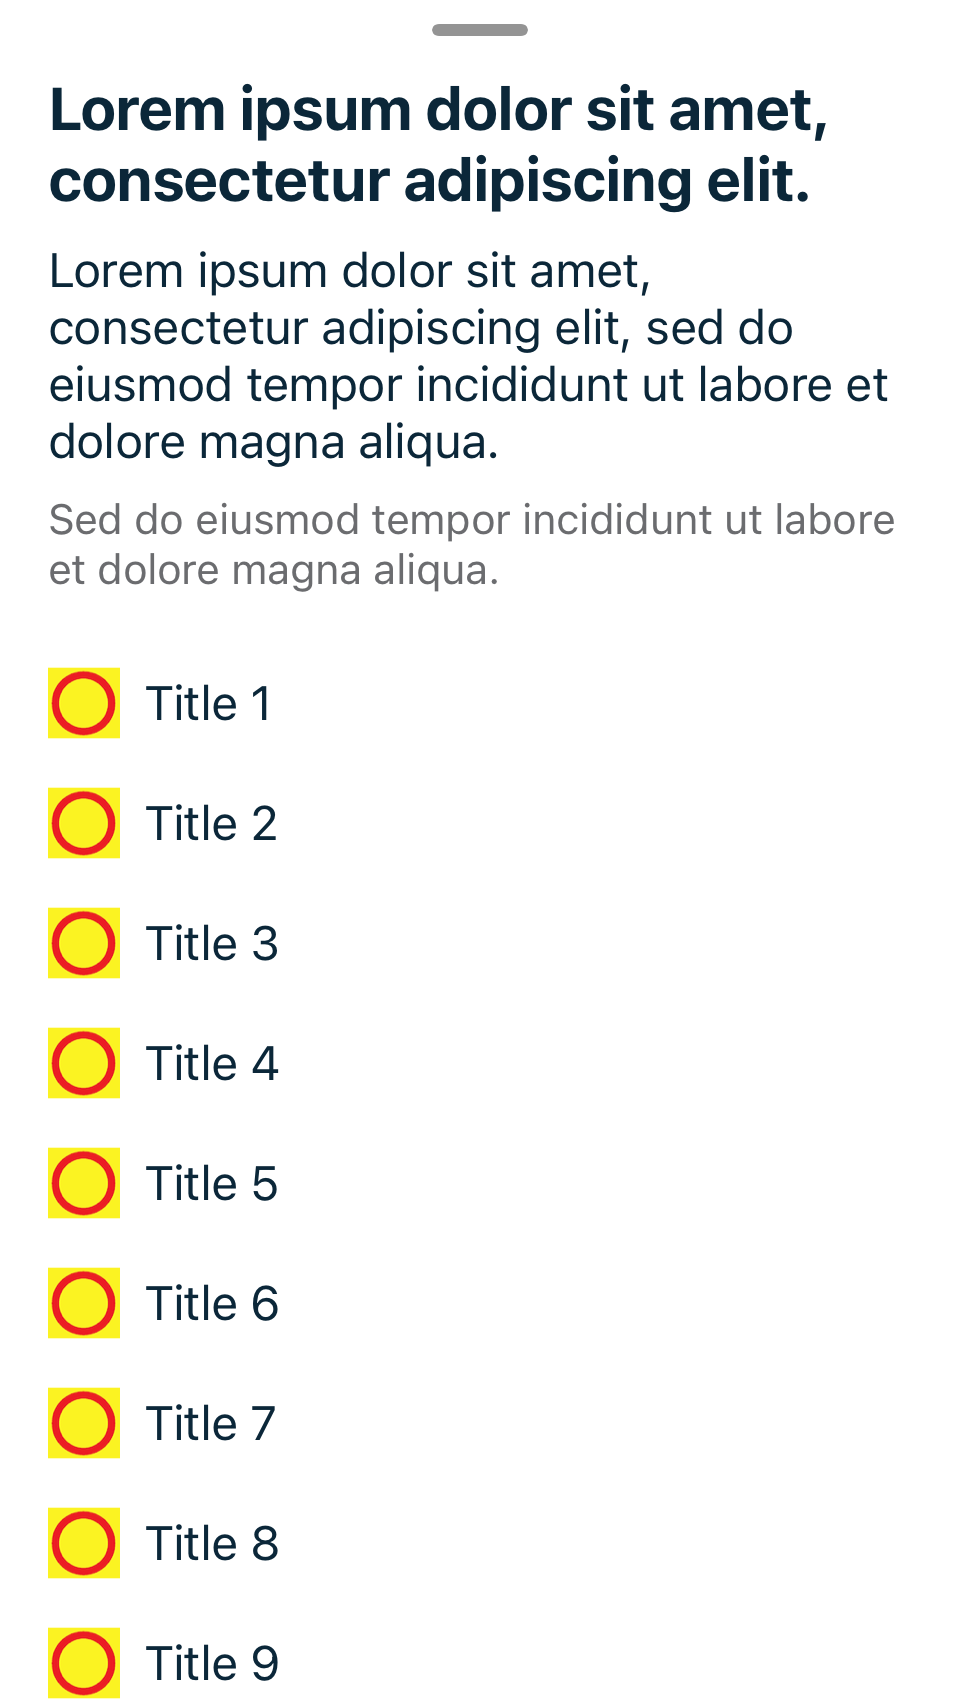 Lorem ipsum dolor sit amet,
consectetur adipiscing elit.
Lorem ipsum dolor sit amet,
consectetur adipiscing elit, sed do
eiusmod tempor incididunt ut labore et
dolore magna aliqua.
Sed do eiusmod tempor incididunt ut labore
et dolore magna aliqua.
Title 1
Title 2
Title 3
Title 4
Title 5
Title 6
Title 7
Title 8
Title 9